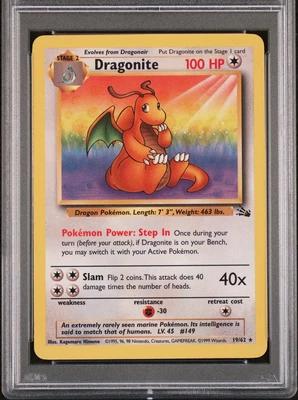 Evolves from Dragonair Put Dragonite on the Stage 1 card
STAGE 2 Dragonite 100 HP
Dragon Pokémon. Length: 7' 3", Weight: 463 lbs.
Pokémon Power: Step In Once during your
turn (before your attack), if Dragonite is on your Bench,
you may switch it with your Active Pokémon.
Slam Flip 2 coins. This attack does 40
damage times the number of heads.
40x
weakness resistance retreat cost
-30
An extremely rarely seen marine Pokémon. Its intelligence is
said to match that of humans. LV. 45 #149
Illus. Kagemaru Himeno ©1995, 96, 98 Nintendo, Creatures, GAMEFREAK. ©1999 Wizards. 19/62